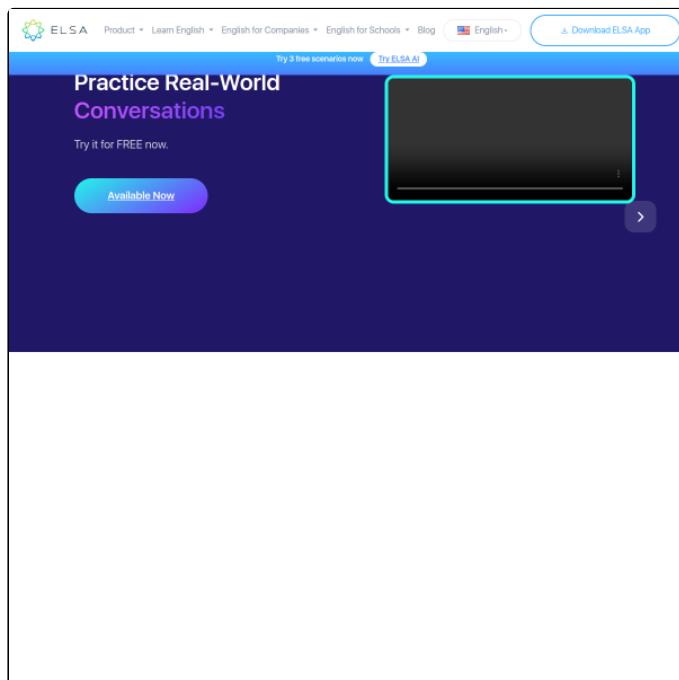 ELSA Product Learn English English for Companies English for Schools Blog English Download ELSA App
Try 3 free scenarios now Try ELSA AI
Practice Real-World
Conversations
Try it for FREE now.
Available Now